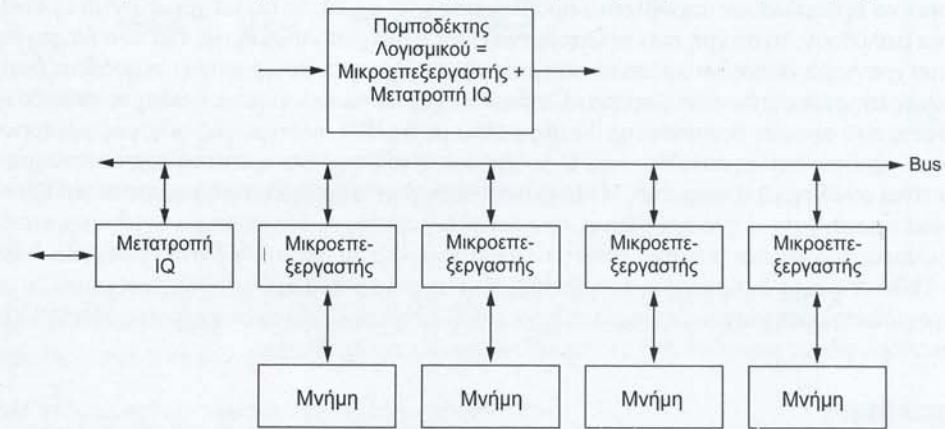 Πομποδέκτης
Λογισμικού =
Μικροεπεξεργαστής +
Μετατροπή IQ
Bus
Μετατροπή
IQ
Μικροεπε-
ξεργαστής
Μικροεπε-
ξεργαστής
Μικροεπε-
ξεργαστής
Μικροεπε-
ξεργαστής
Μνήμη
Μνήμη
Μνήμη
Μνήμη